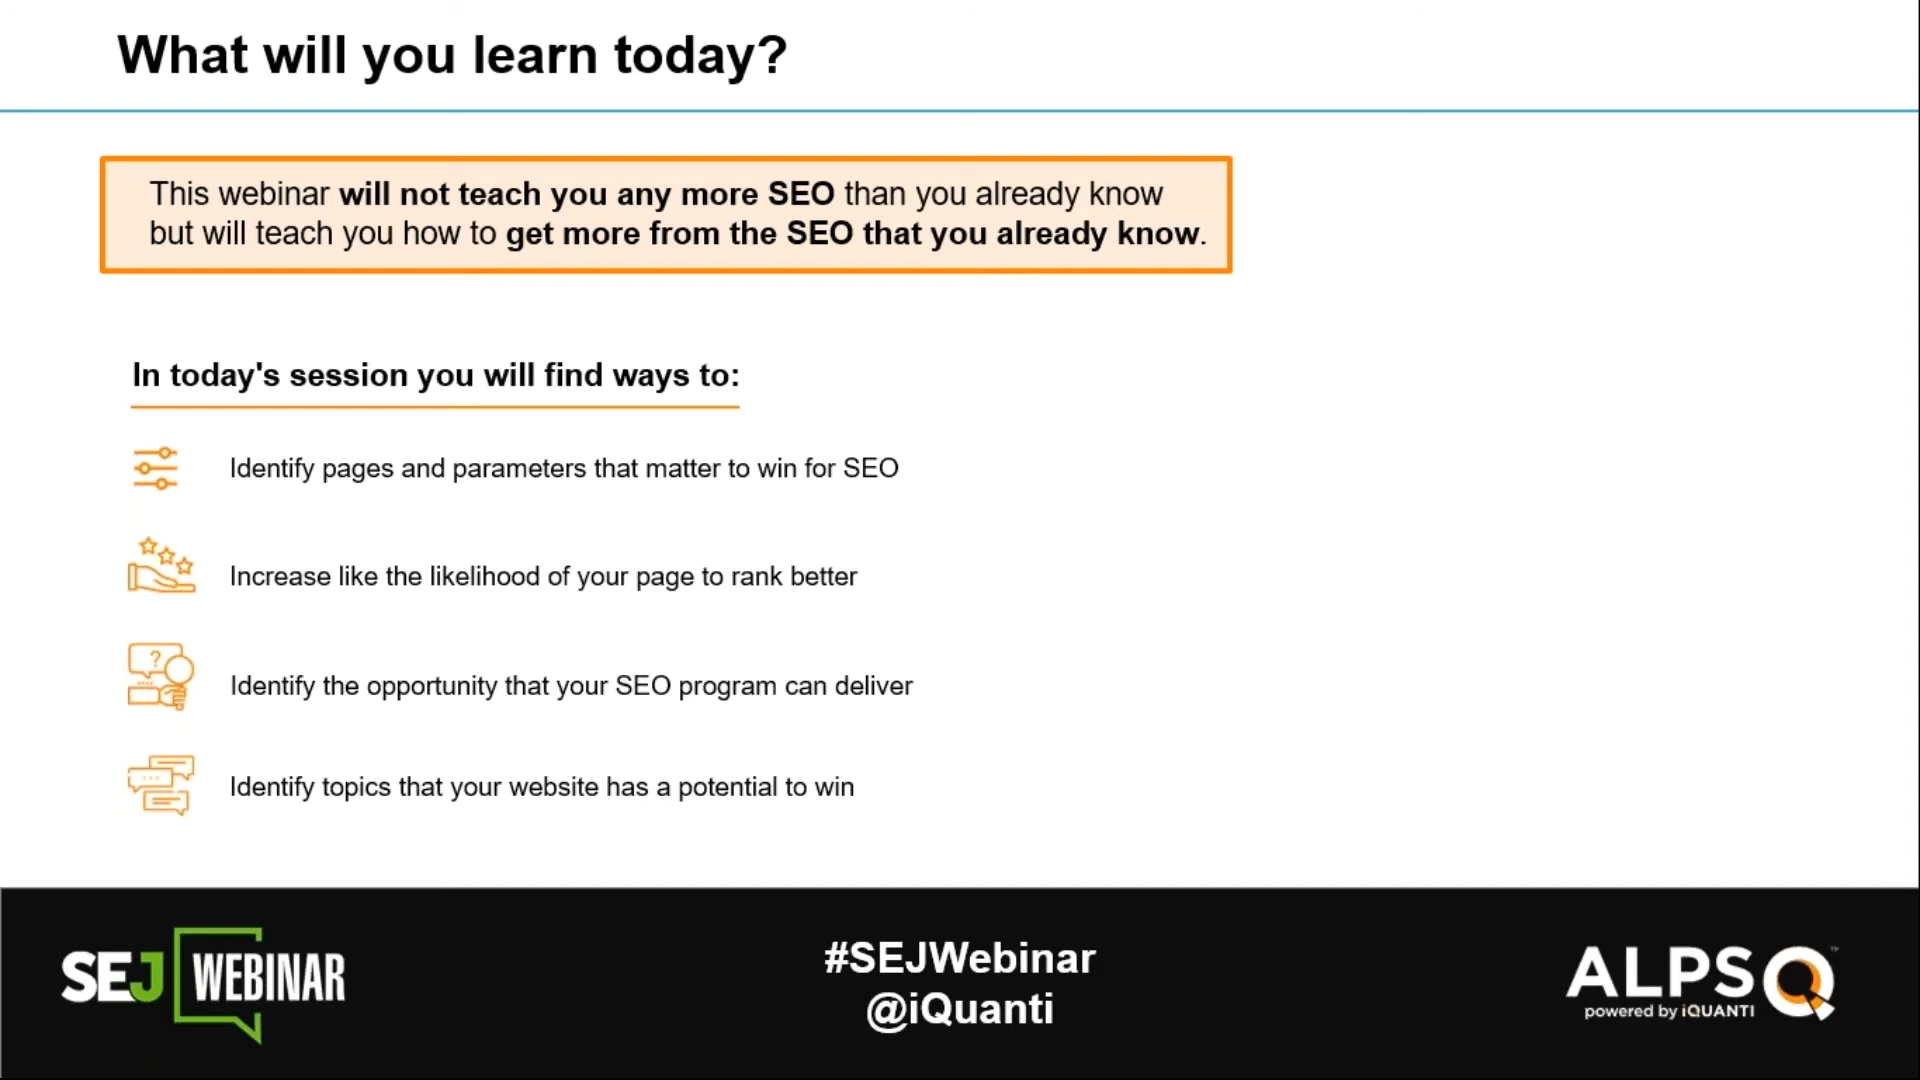 What will you learn today?
This webinar will not teach you any more SEO than you already know
but will teach you how to get more from the SEO that you already know.
In today's session you will find ways to:
Identify pages and parameters that matter to win for SEO
Increase like the likelihood of your page to rank better
?
Identify the opportunity that your SEO program can deliver
Identify topics that your website has a potential to win
SEJ WEBINAR
#SEJWebinar
@iQuanti
ALPS Q™
powered by iQUANTI